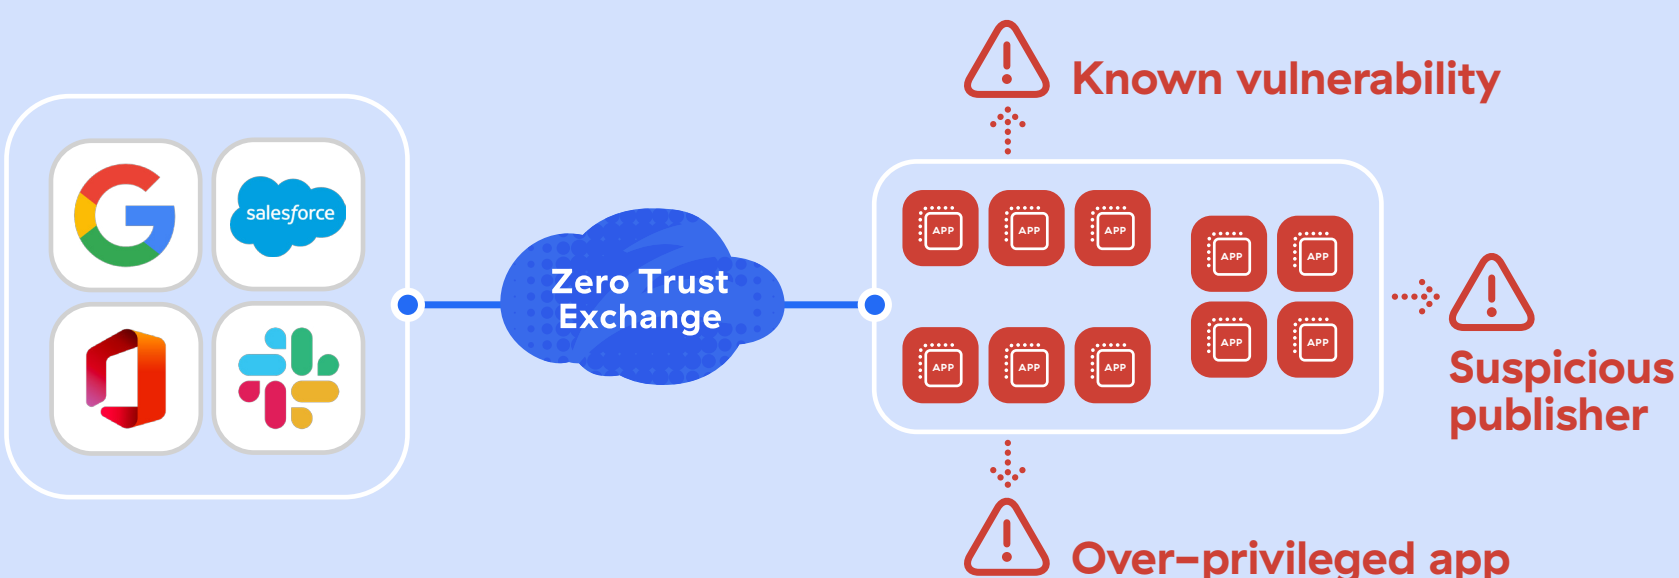 Known vulnerability
salesforce
Zero Trust
Exchange
APP
APP
APP
APP
APP
APP
APP
APP
APP
APP
Suspicious
publisher
Over-privileged app